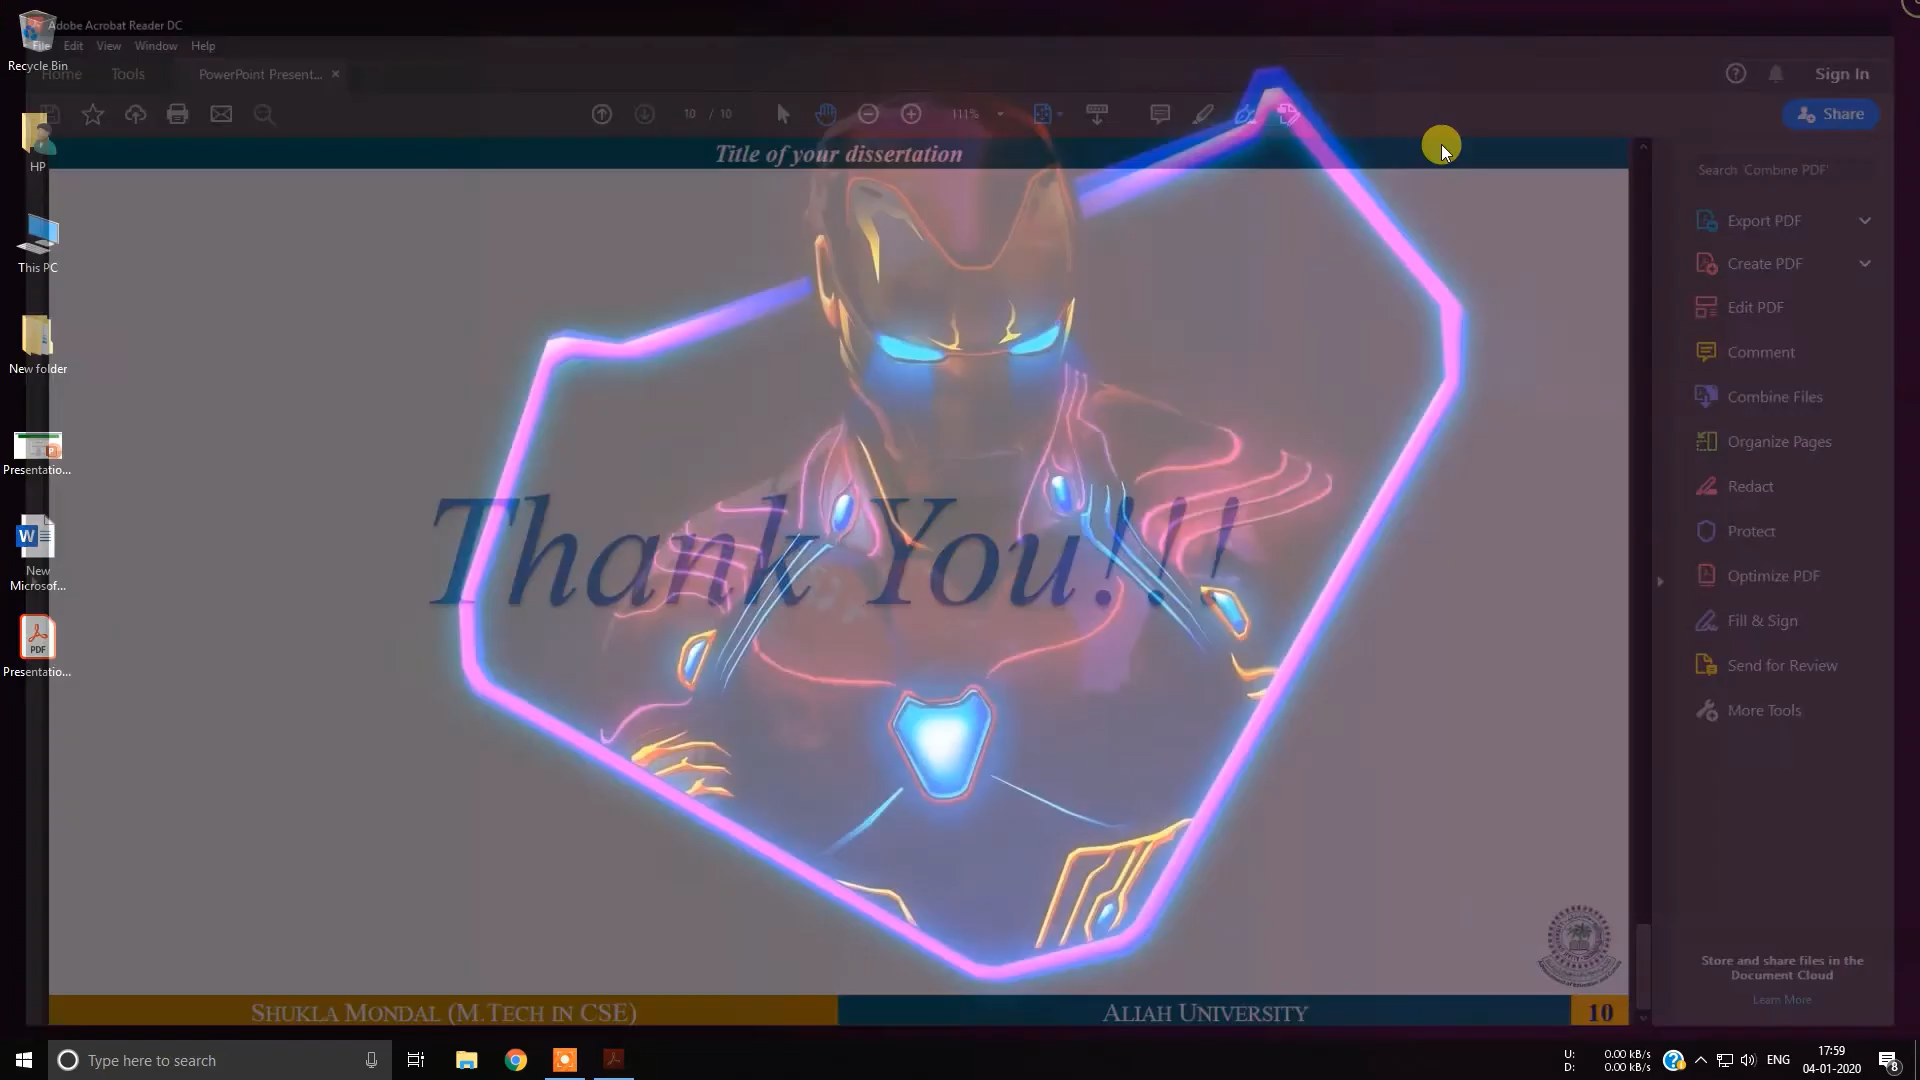 Adobe Acrobat Reader DC
File Edit View Window Help
Recycle Bin
Home Tools PowerPoint Present... ×
Sign In
10 / 10
111%
Share
Title of your dissertation
Search 'Combine PDF'
HP
Export PDF
This PC
Create PDF
Edit PDF
New folder
Comment
Combine Files
Organize Pages
Presentatio...
Redact
Thank You!!!
Protect
New
Microsof...
Optimize PDF
Fill & Sign
PDF
Presentatio...
Send for Review
More Tools
Store and share files in the
Document Cloud
Learn More
SHUKLA MONDAL (M.TECH IN CSE) ALIAH UNIVERSITY 10
Type here to search
U: 0.00 kB/s
D: 0.00 kB/s
ENG
17:59
04-01-2020
8